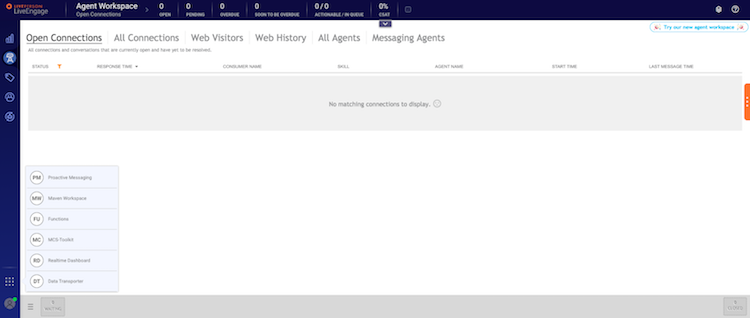 LIVEPERSON
LiveEngage
Agent Workspace
Open Connections
0 OPEN
0 PENDING
0 OVERDUE
0 SOON TO BE OVERDUE
0 / 0 ACTIONABLE / IN QUEUE
0% CSAT
Try our new agent workspace
Open Connections All Connections Web Visitors Web History All Agents Messaging Agents
All connections and conversations that are currently open and have yet to be resolved.
STATUS RESPONSE TIME CONSUMER NAME SKILL AGENT NAME START TIME LAST MESSAGE TIME
No matching connections to display.
PM Proactive Messaging
MW Maven Workspace
FU Functions
MC MCS-Toolkit
RD Realtime Dashboard
DT Data Transporter
WAITING